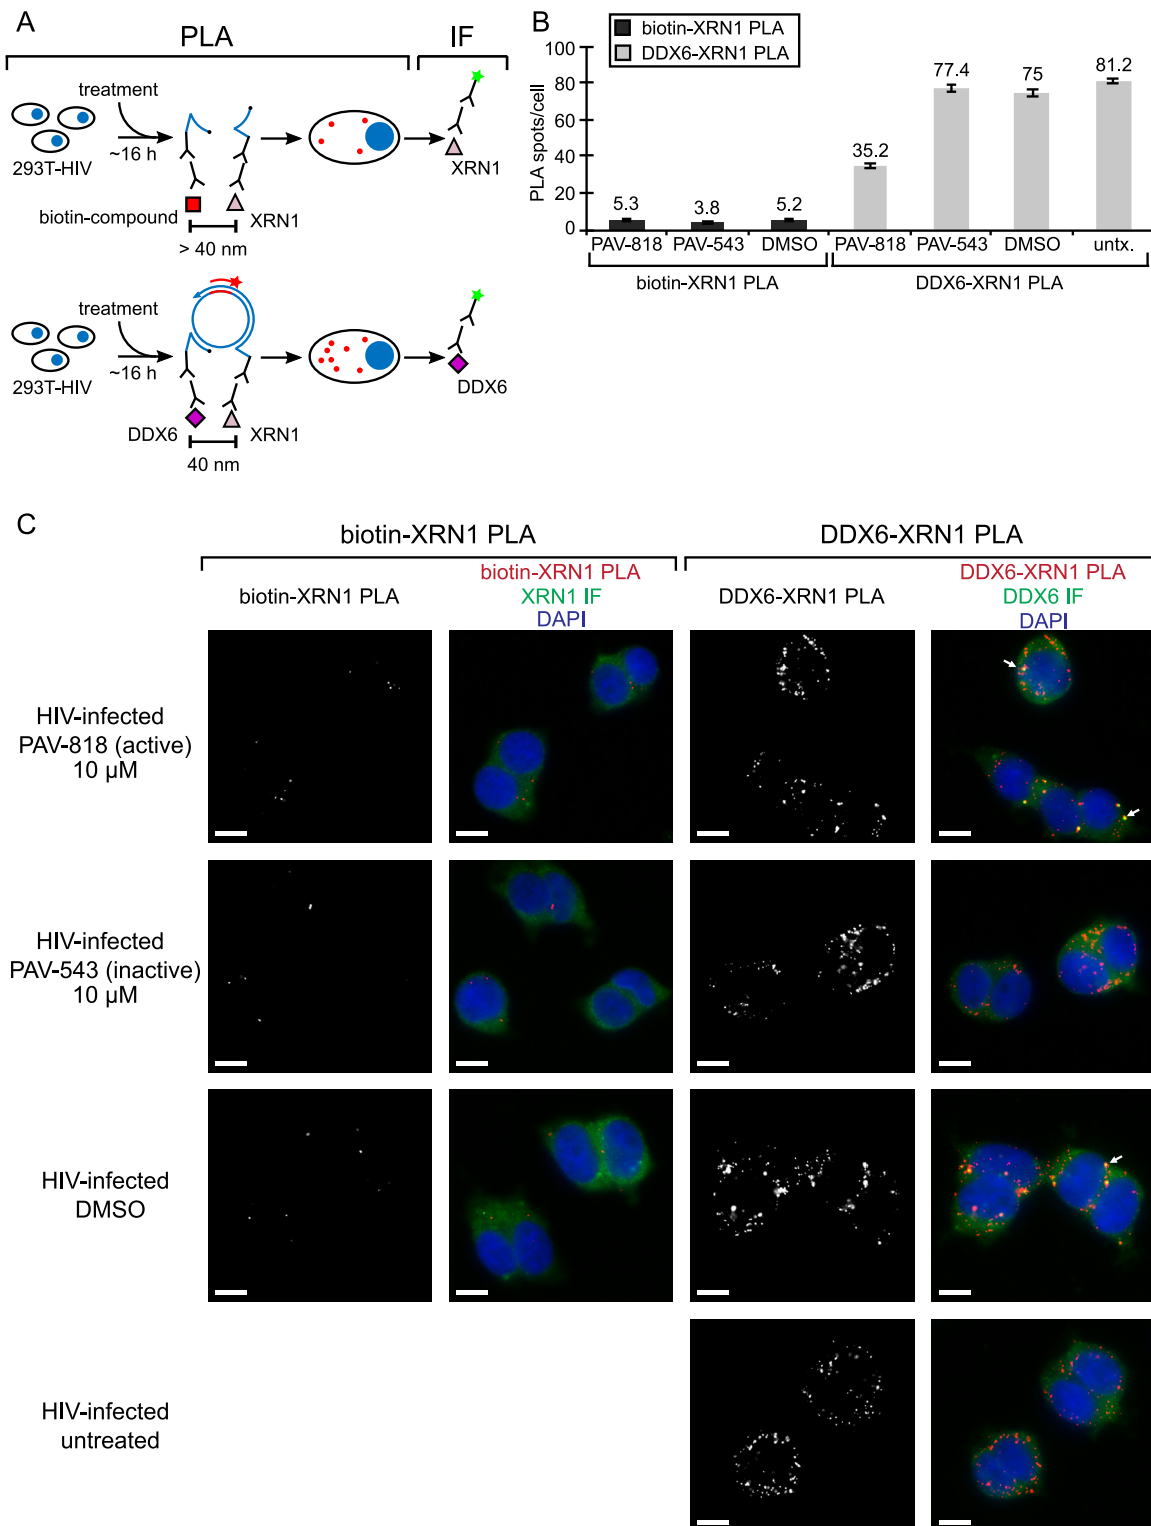 A
PLA
IF
treatment
~16 h
293T-HIV
biotin-compound
XRN1
> 40 nm
XRN1
treatment
~16 h
293T-HIV
DDX6
XRN1
40 nm
DDX6
B
biotin-XRN1 PLA
DDX6-XRN1 PLA
PLA spots/cell
100
80
60
40
20
0
5.3
3.8
5.2
35.2
77.4
75
81.2
PAV-818
PAV-543
DMSO
PAV-818
PAV-543
DMSO
untx.
biotin-XRN1 PLA
DDX6-XRN1 PLA
C
biotin-XRN1 PLA
DDX6-XRN1 PLA
biotin-XRN1 PLA
biotin-XRN1 PLA
XRN1 IF
DAPI
DDX6-XRN1 PLA
DDX6-XRN1 PLA
DDX6 IF
DAPI
HIV-infected
PAV-818 (active)
10 µM
HIV-infected
PAV-543 (inactive)
10 µM
HIV-infected
DMSO
HIV-infected
untreated